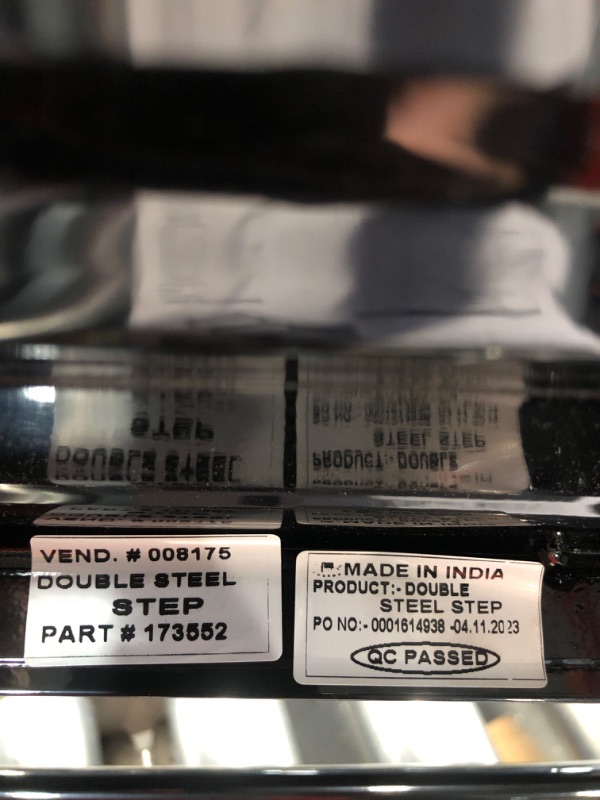 VEND. # 008175
DOUBLE STEEL
STEP
PART # 173552
MADE IN INDIA
PRODUCT:- DOUBLE
STEEL STEP
PO NO:- 0001614938 -04.11.2023
QC PASSED